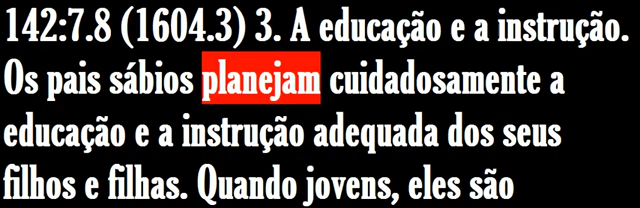 142:7.8 (1604.3) 3. A educação e a instrução.
Os pais sábios planejam cuidadosamente a
educação e a instrução adequada dos seus
filhos e filhas. Quando jovens, eles são